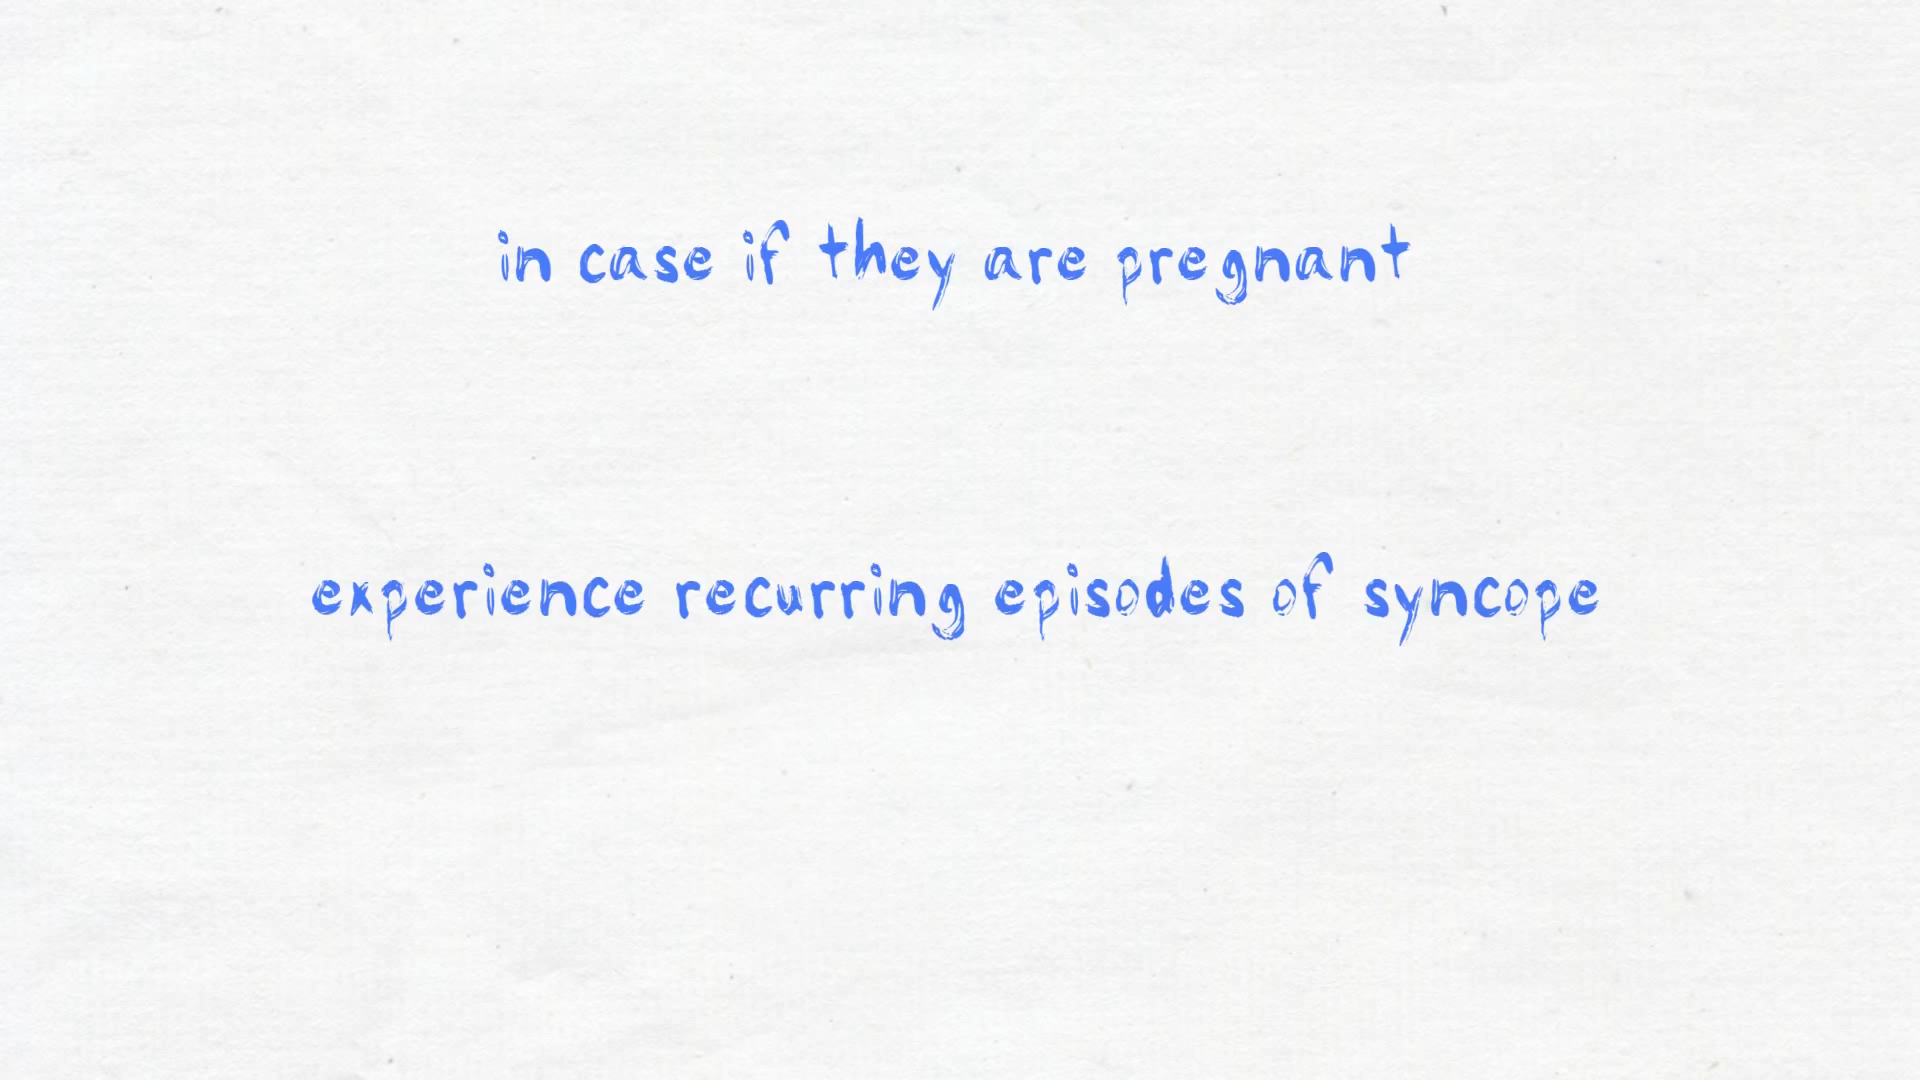 in case if they are pregnant
experience recurring episodes of syncope